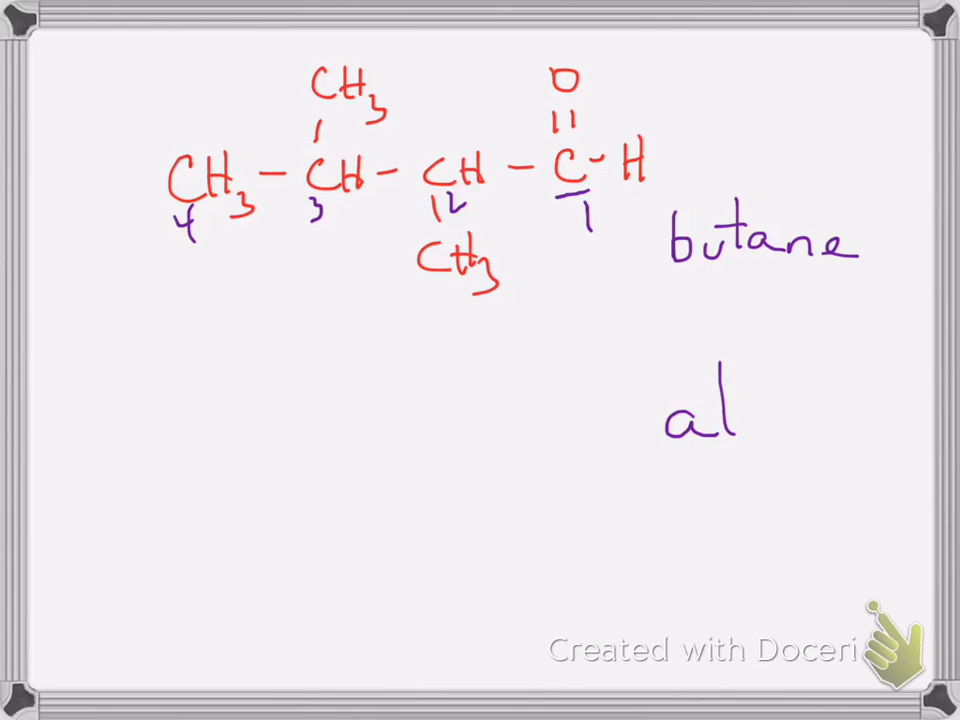 CH3
O
CH3 - CH - CH - C - H
4 3 2 1
CH3
butane
al
Created with Doceri